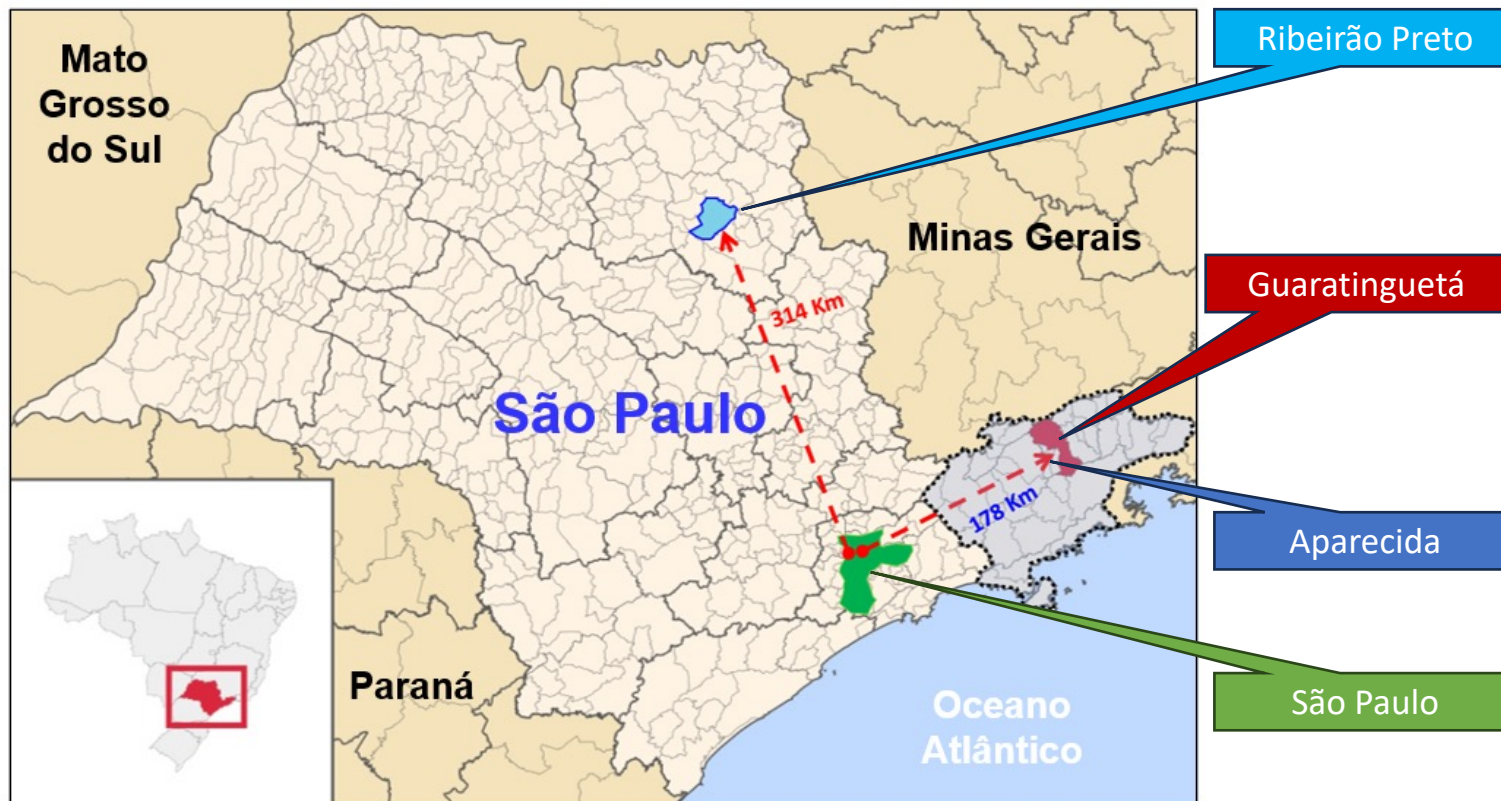 Mato
Grosso
do Sul
Ribeirão Preto
Minas Gerais
Guaratinguetá
314 Km
São Paulo
178 Km
Aparecida
Paraná
Oceano
Atlântico
São Paulo